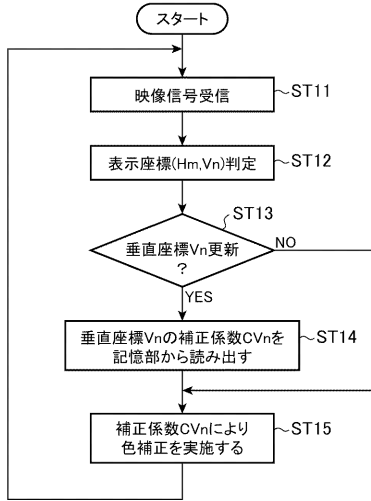 スタート
映像信号受信
ST11
表示座標(Hm,Vn)判定
ST12
ST13
垂直座標Vn更新
?
NO
YES
垂直座標Vnの補正係数CVnを
記憶部から読み出す
ST14
補正係数CVnにより
色補正を実施する
ST15